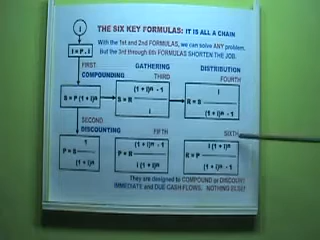 I
THE SIX KEY FORMULAS: IT IS ALL A CHAIN
With the 1st and 2nd FORMULAS, we can solve ANY problem.
But the 3rd through 6th FORMULAS SHORTEN THE JOB.
I = P . i
FIRST GATHERING DISTRIBUTION
COMPOUNDING THIRD FOURTH
S = P (1 + i)ⁿ
S = R (1 + i)ⁿ - 1
i
R = S i
(1 + i)ⁿ - 1
SECOND
DISCOUNTING FIFTH SIXTH
P = S 1
(1 + i)ⁿ
P = R (1 + i)ⁿ - 1
i (1 + i)ⁿ
R = P i (1 + i)ⁿ
(1 + i)ⁿ - 1
They are designed to COMPOUND or DISCOUNT
IMMEDIATE and DUE CASH FLOWS. NOTHING ELSE!